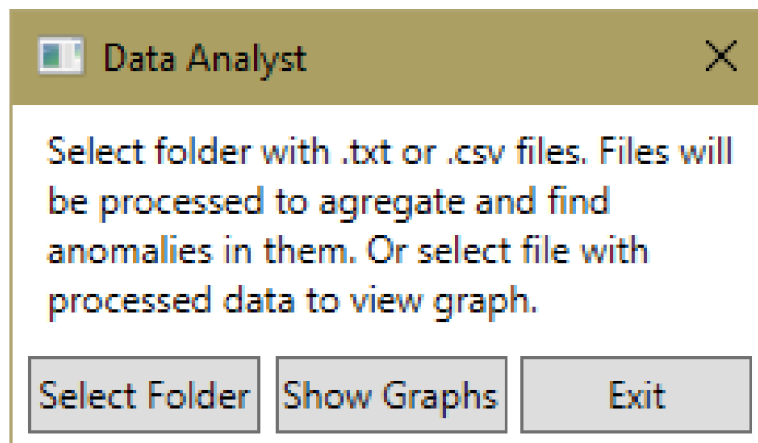 Data Analyst
Select folder with .txt or .csv files. Files will
be processed to agregate and find
anomalies in them. Or select file with
processed data to view graph.
Select Folder Show Graphs Exit